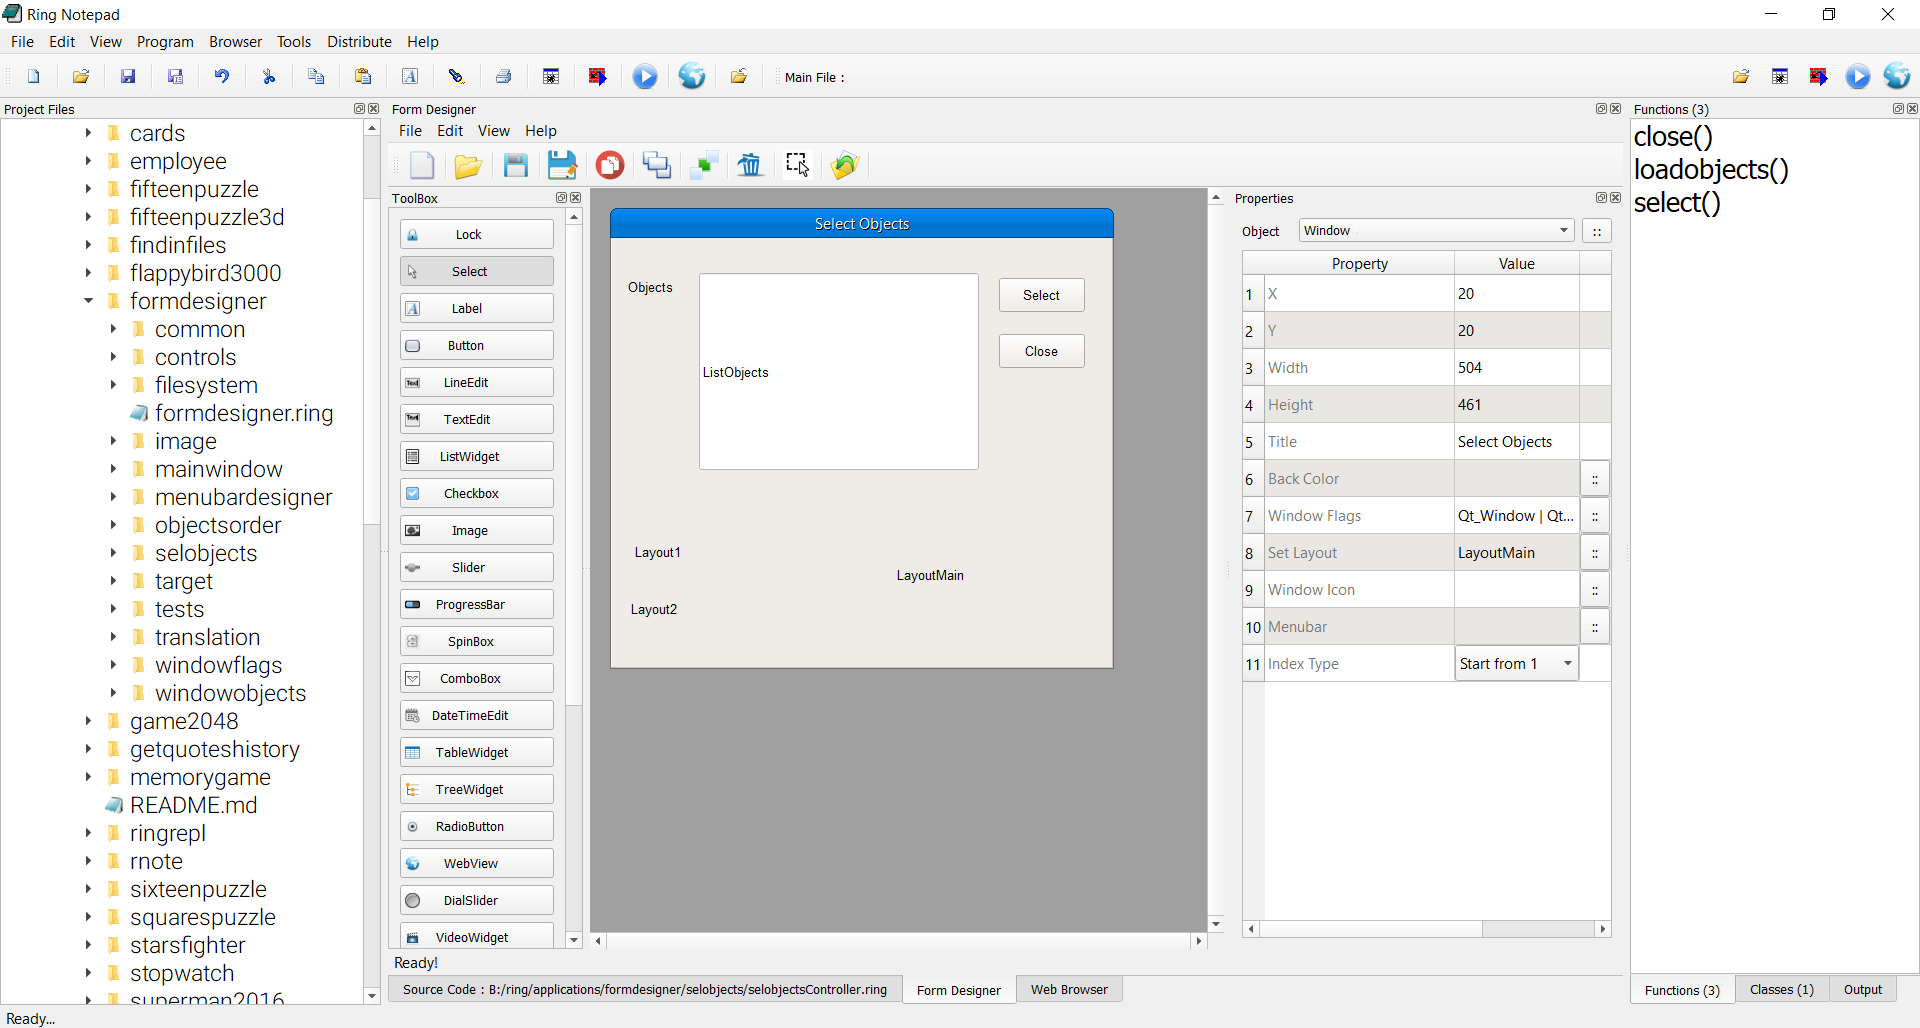 Ring Notepad
File Edit View Program Browser Tools Distribute Help
Main File :
Project Files
cards
employee
fifteenpuzzle
fifteenpuzzle3d
findinfiles
flappybird3000
formdesigner
common
controls
filesystem
formdesigner.ring
image
mainwindow
menubardesigner
objectsorder
selobjects
target
tests
translation
windowflags
windowobjects
game2048
getquoteshistory
memorygame
README.md
ringrepl
rnote
sixteenpuzzle
squarespuzzle
starsfighter
stopwatch
superman2016
Form Designer
File Edit View Help
ToolBox
Lock
Select
Label
Button
LineEdit
TextEdit
ListWidget
Checkbox
Image
Slider
ProgressBar
SpinBox
ComboBox
DateTimeEdit
TableWidget
TreeWidget
RadioButton
WebView
DialSlider
VideoWidget
Select Objects
Objects
ListObjects
Select
Close
Layout1
LayoutMain
Layout2
Properties
Object Window ::
Property Value
1 X 20
2 Y 20
3 Width 504
4 Height 461
5 Title Select Objects
6 Back Color ::
7 Window Flags Qt_Window | Qt... ::
8 Set Layout LayoutMain ::
9 Window Icon ::
10 Menubar ::
11 Index Type Start from 1
Ready!
Source Code : B:/ring/applications/formdesigner/selobjects/selobjectsController.ring Form Designer Web Browser
Functions (3)
close()
loadobjects()
select()
Functions (3) Classes (1) Output
Ready...